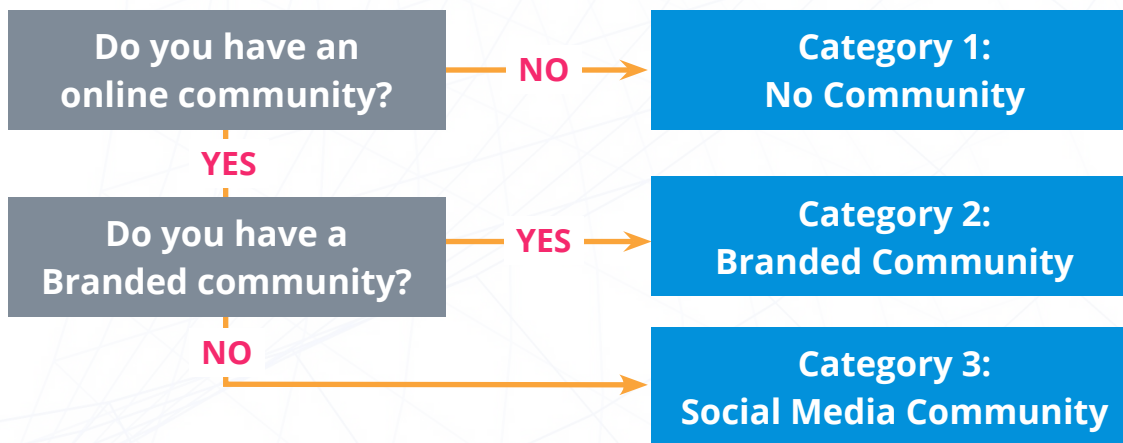 Do you have an
online community?
NO
Category 1:
No Community
YES
Do you have a
Branded community?
YES
Category 2:
Branded Community
NO
Category 3:
Social Media Community